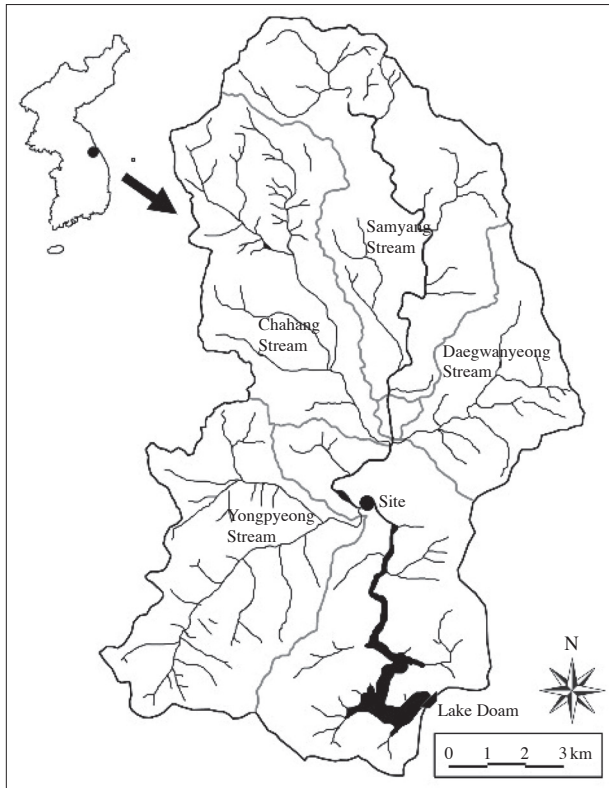 Samyang
Stream
Chahang
Stream
Daegwanyeong
Stream
Site
Yongpyeong
Stream
N
Lake Doam
0 1 2 3 km